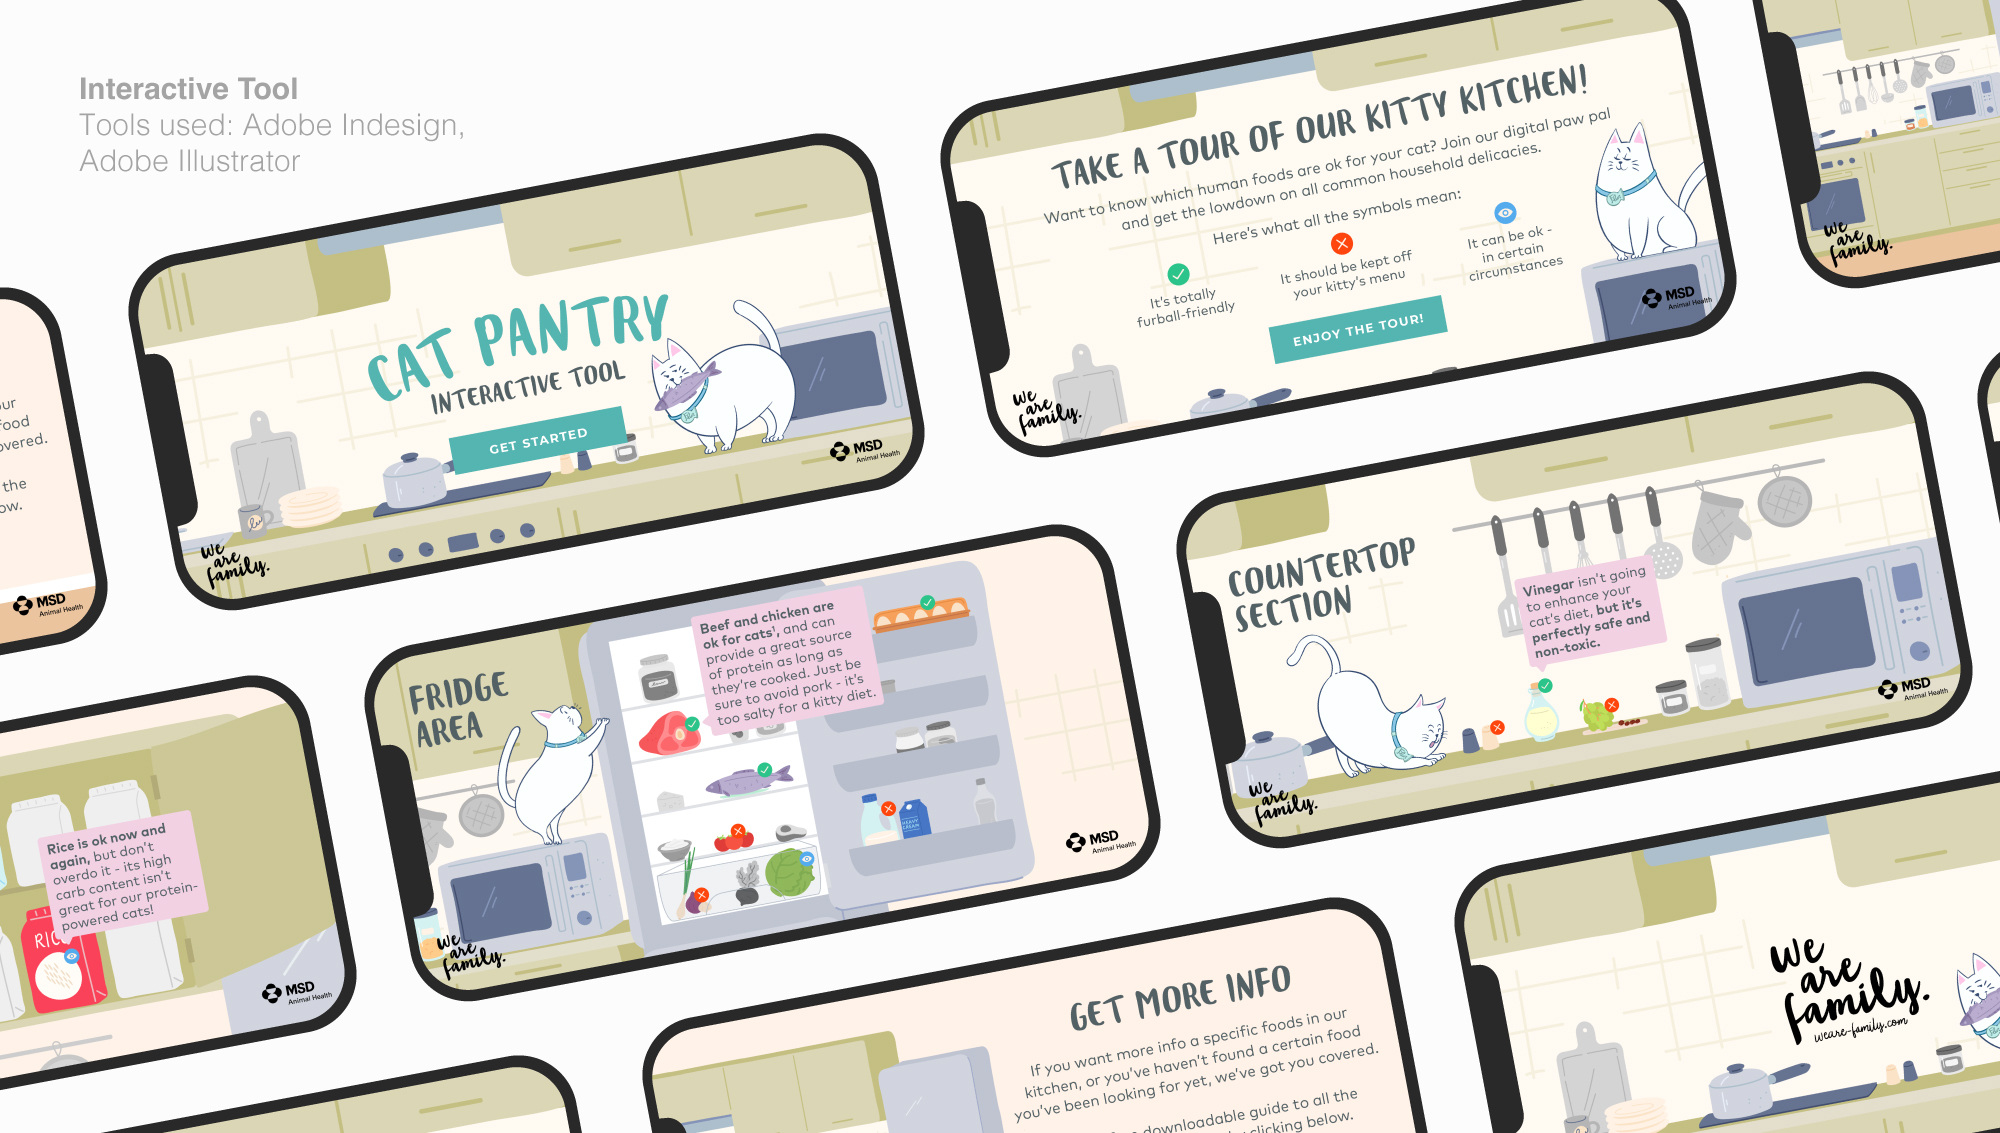 Interactive Tool
Tools used: Adobe Indesign,
Adobe Illustrator
CAT PANTRY
INTERACTIVE TOOL
GET STARTED
We
are
family.
MSD
Animal Health
TAKE A TOUR OF OUR KITTY KITCHEN!
Want to know which human foods are ok for your cat? Join our digital paw pal
and get the lowdown on all common household delicacies.
Here's what all the symbols mean:
It's totally
furball-friendly
It should be kept off
your kitty's menu
It can be ok -
in certain
circumstances
ENJOY THE TOUR!
We
are
family.
MSD
Animal Health
We
are
family.
food
overed.
the
ow.
MSD
Animal Health
FRIDGE
AREA
Beef and chicken are
ok for cats¹, and can
provide a great source
of protein as long as
they're cooked. Just be
sure to avoid pork - it's
too salty for a kitty diet.
HEAVY
CREAM
We
are
family.
MSD
Animal Health
COUNTERTOP
SECTION
Vinegar isn't going
to enhance your
cat's diet, but it's
perfectly safe and
non-toxic.
We
are
family.
MSD
Animal Health
Rice is ok now and
again, but don't
overdo it - its high
carb content isn't
great for our protein-
powered cats!
MSD
Animal Health
GET MORE INFO
If you want more info a specific foods in our
kitchen, or you've haven't found a certain food
you've been looking for yet, we've got you covered.
downloadable guide to all the
clicking below.
We
are
family.
weare-family.com